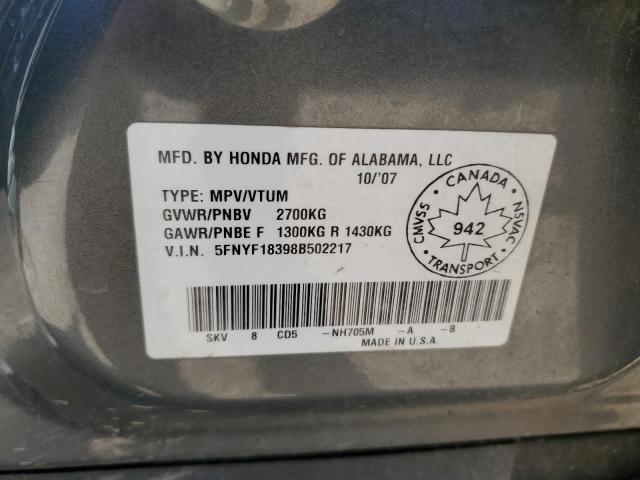 MFD. BY HONDA MFG. OF ALABAMA, LLC
10/'07
TYPE: MPV/VTUM
GVWR/PNBV 2700KG
GAWR/PNBE F 1300KG R 1430KG
V.I.N. 5FNYF18398B502217
CANADA
CMVSS
942
NSVAC
TRANSPORT
SKV 8 CD5 -NH705M -A -B
MADE IN U.S.A.